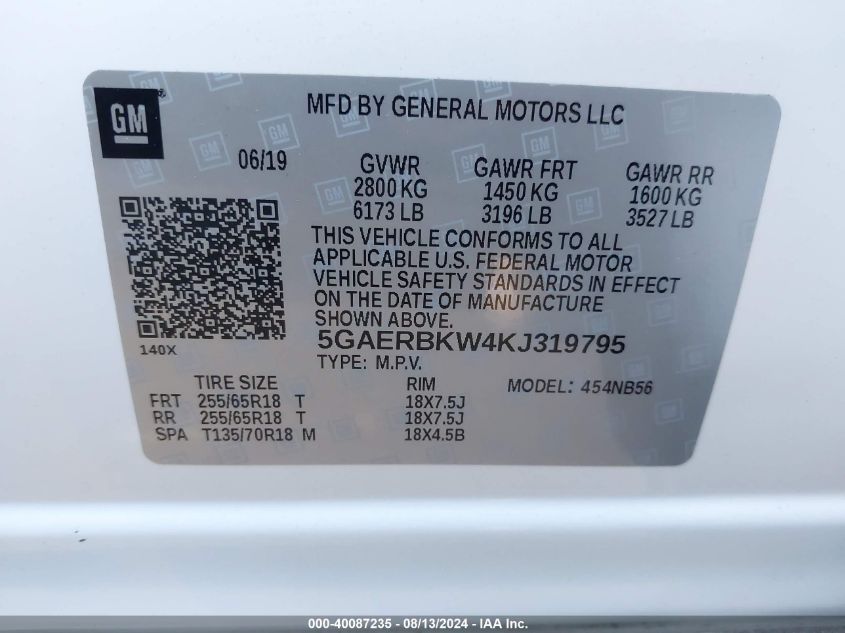 GM
MFD BY GENERAL MOTORS LLC
06/19
GVWR GAWR FRT GAWR RR
2800 KG 1450 KG 1600 KG
6173 LB 3196 LB 3527 LB
THIS VEHICLE CONFORMS TO ALL
APPLICABLE U.S. FEDERAL MOTOR
VEHICLE SAFETY STANDARDS IN EFFECT
ON THE DATE OF MANUFACTURE
SHOWN ABOVE.
140X
5GAERBKW4KJ319795
TYPE: M.P.V.
TIRE SIZE RIM MODEL: 454NB56
FRT 255/65R18 T 18X7.5J
RR 255/65R18 T 18X7.5J
SPA T135/70R18 M 18X4.5B
000-40087235 - 08/13/2024 - IAA Inc.